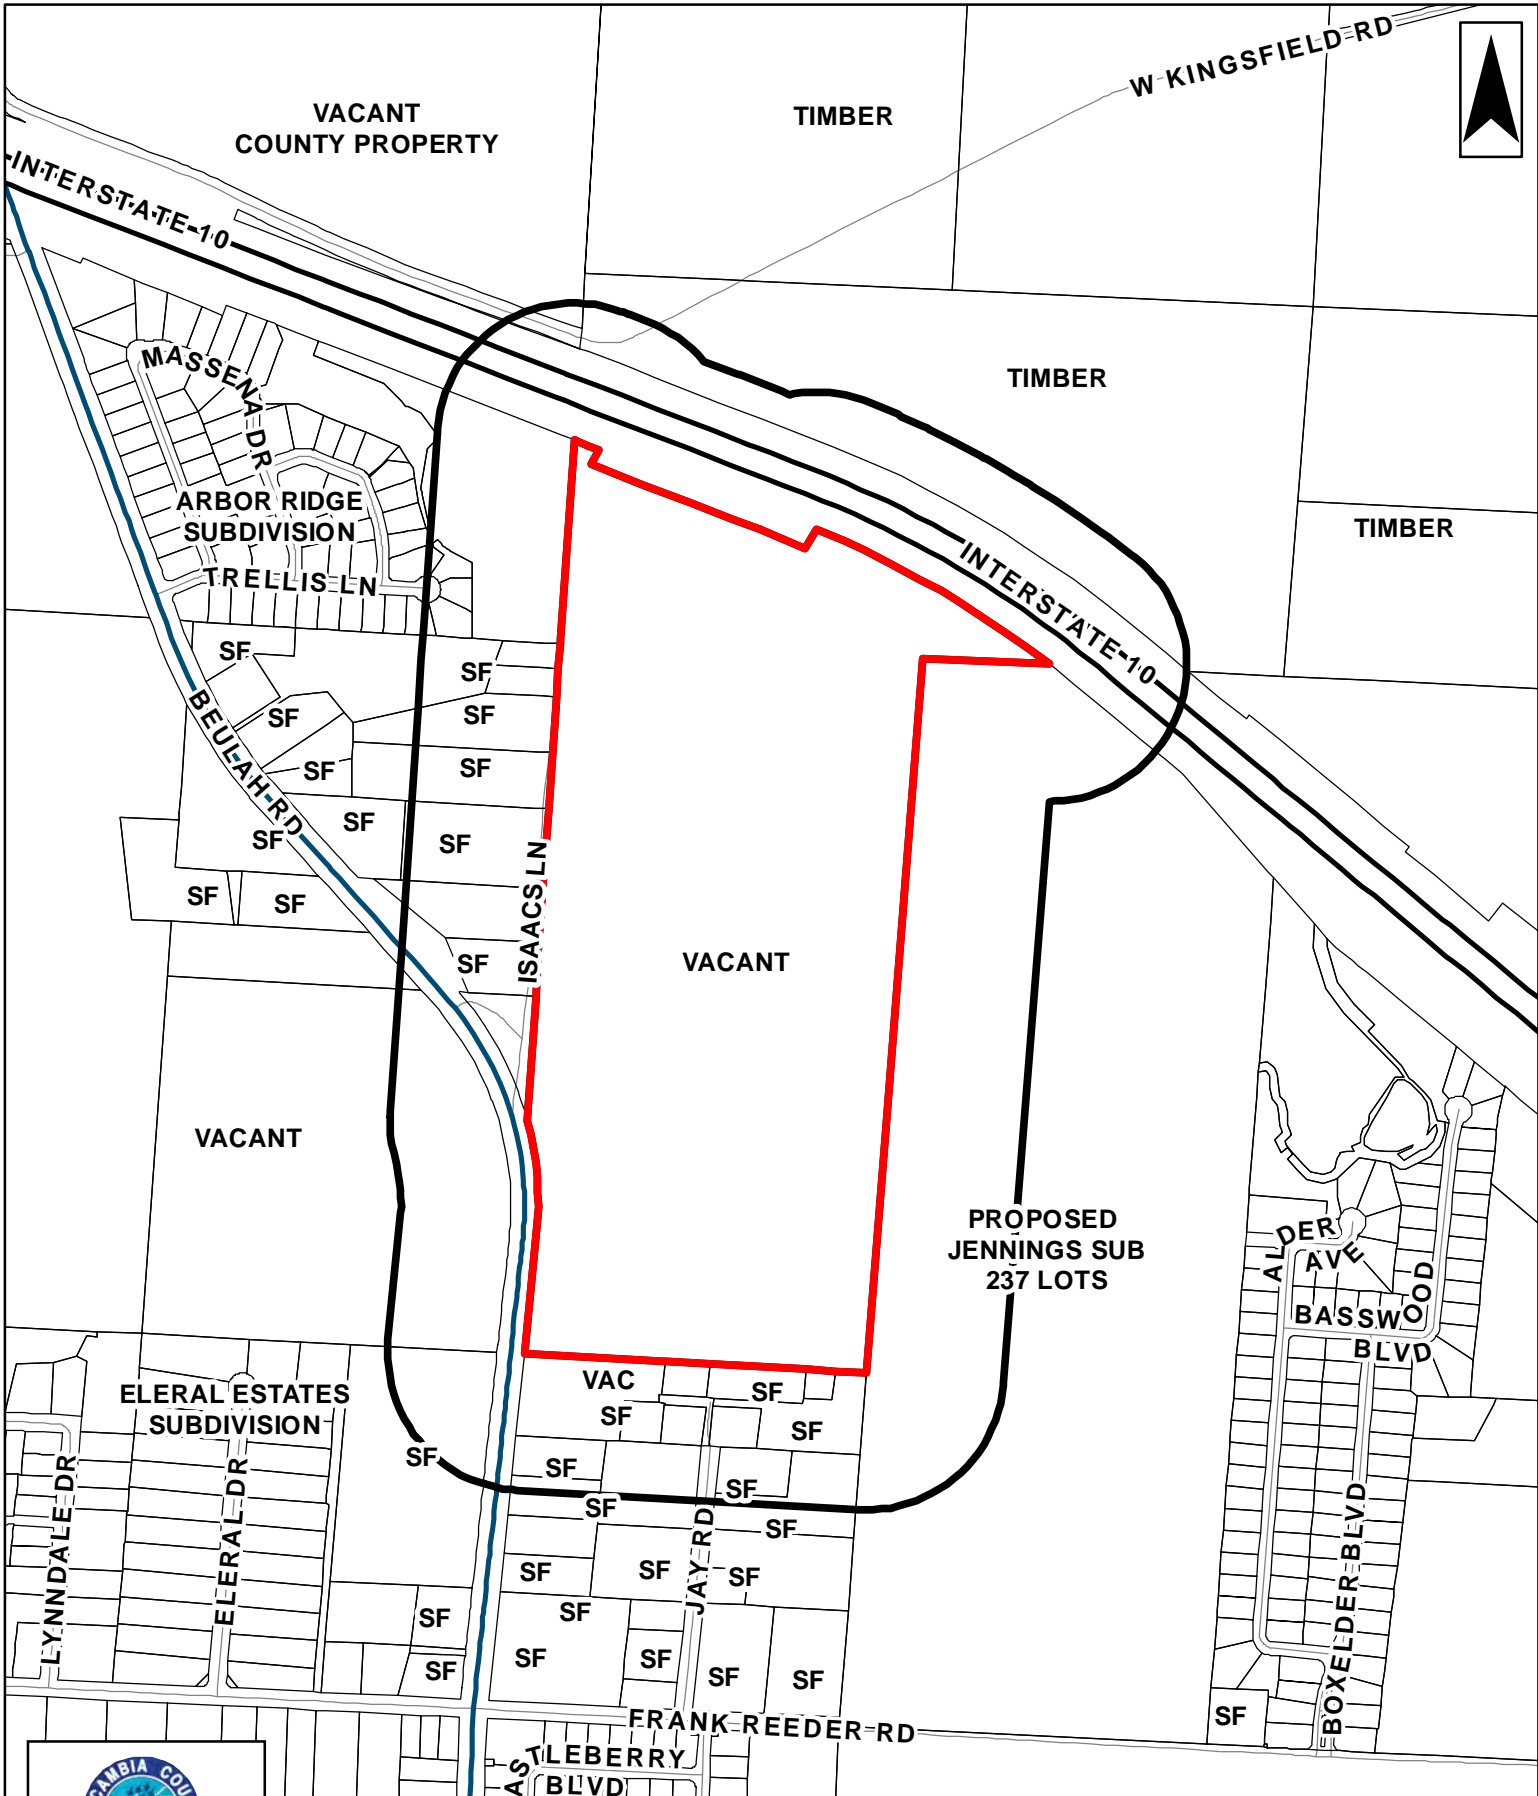 W KINGSFIELD RD
VACANT
COUNTY PROPERTY
TIMBER
INTERSTATE 10
TIMBER
MASSENA DR
ARBOR RIDGE
SUBDIVISION
TIMBER
INTERSTATE 10
TRELLIS LN
SF
SF
SF
SF
BEULAH RD
SF
SF
SF
SF
SF
ISAACS LN
SF
SF
SF
VACANT
SF
VACANT
PROPOSED
JENNINGS SUB
237 LOTS
ALDER
AVE
BASSWOOD
BLVD
VAC
SF
ELERAL ESTATES
SUBDIVISION
SF
SF
SF
SF
SF
SF
SF
LYNNDALE DR
ELERAL DR
JAY RD
BOXELDER BLVD
SF
SF
SF
SF
SF
SF
SF
SF
SF
SF
SF
FRANK REEDER RD
ASTLEBERRY
BLVD
CAMBIA COU